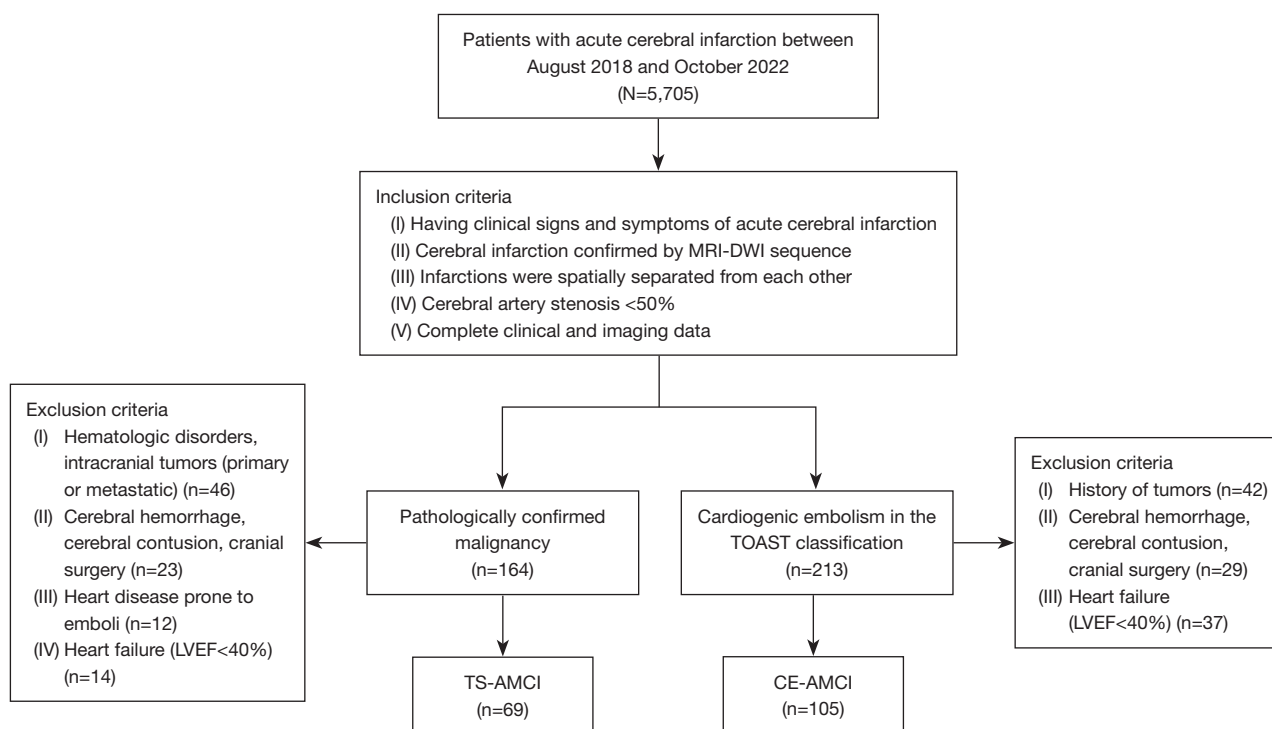 Patients with acute cerebral infarction between
August 2018 and October 2022
(N=5,705)
Inclusion criteria
(I) Having clinical signs and symptoms of acute cerebral infarction
(II) Cerebral infarction confirmed by MRI-DWI sequence
(III) Infarctions were spatially separated from each other
(IV) Cerebral artery stenosis <50%
(V) Complete clinical and imaging data
Exclusion criteria
(I) Hematologic disorders,
intracranial tumors (primary
or metastatic) (n=46)
(II) Cerebral hemorrhage,
cerebral contusion, cranial
surgery (n=23)
(III) Heart disease prone to
emboli (n=12)
(IV) Heart failure (LVEF<40%)
(n=14)
Pathologically confirmed
malignancy
(n=164)
Cardiogenic embolism in the
TOAST classification
(n=213)
Exclusion criteria
(I) History of tumors (n=42)
(II) Cerebral hemorrhage,
cerebral contusion,
cranial surgery (n=29)
(III) Heart failure
(LVEF<40%) (n=37)
TS-AMCI
(n=69)
CE-AMCI
(n=105)